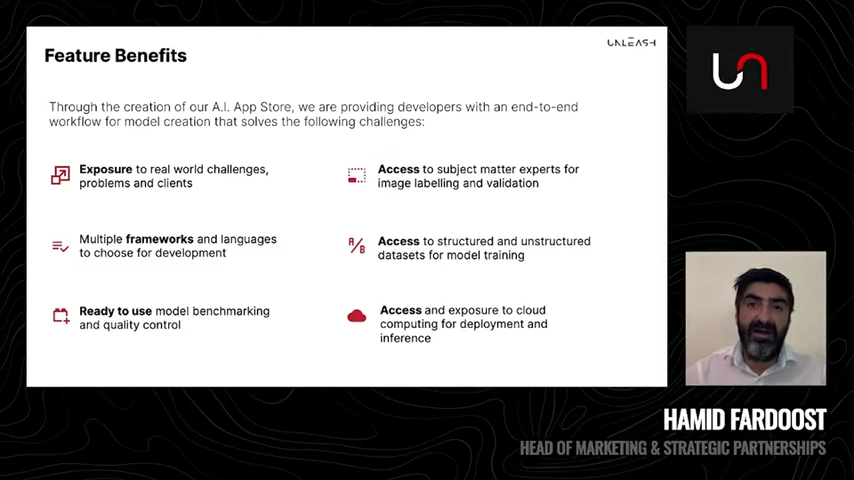 Feature Benefits
UNLEASH
Through the creation of our A.I. App Store, we are providing developers with an end-to-end
workflow for model creation that solves the following challenges:
Exposure to real world challenges,
problems and clients
Access to subject matter experts for
image labelling and validation
Multiple frameworks and languages
to choose for development
A/B
Access to structured and unstructured
datasets for model training
Ready to use model benchmarking
and quality control
Access and exposure to cloud
computing for deployment and
inference
un
HAMID FARDOOST
HEAD OF MARKETING & STRATEGIC PARTNERSHIPS